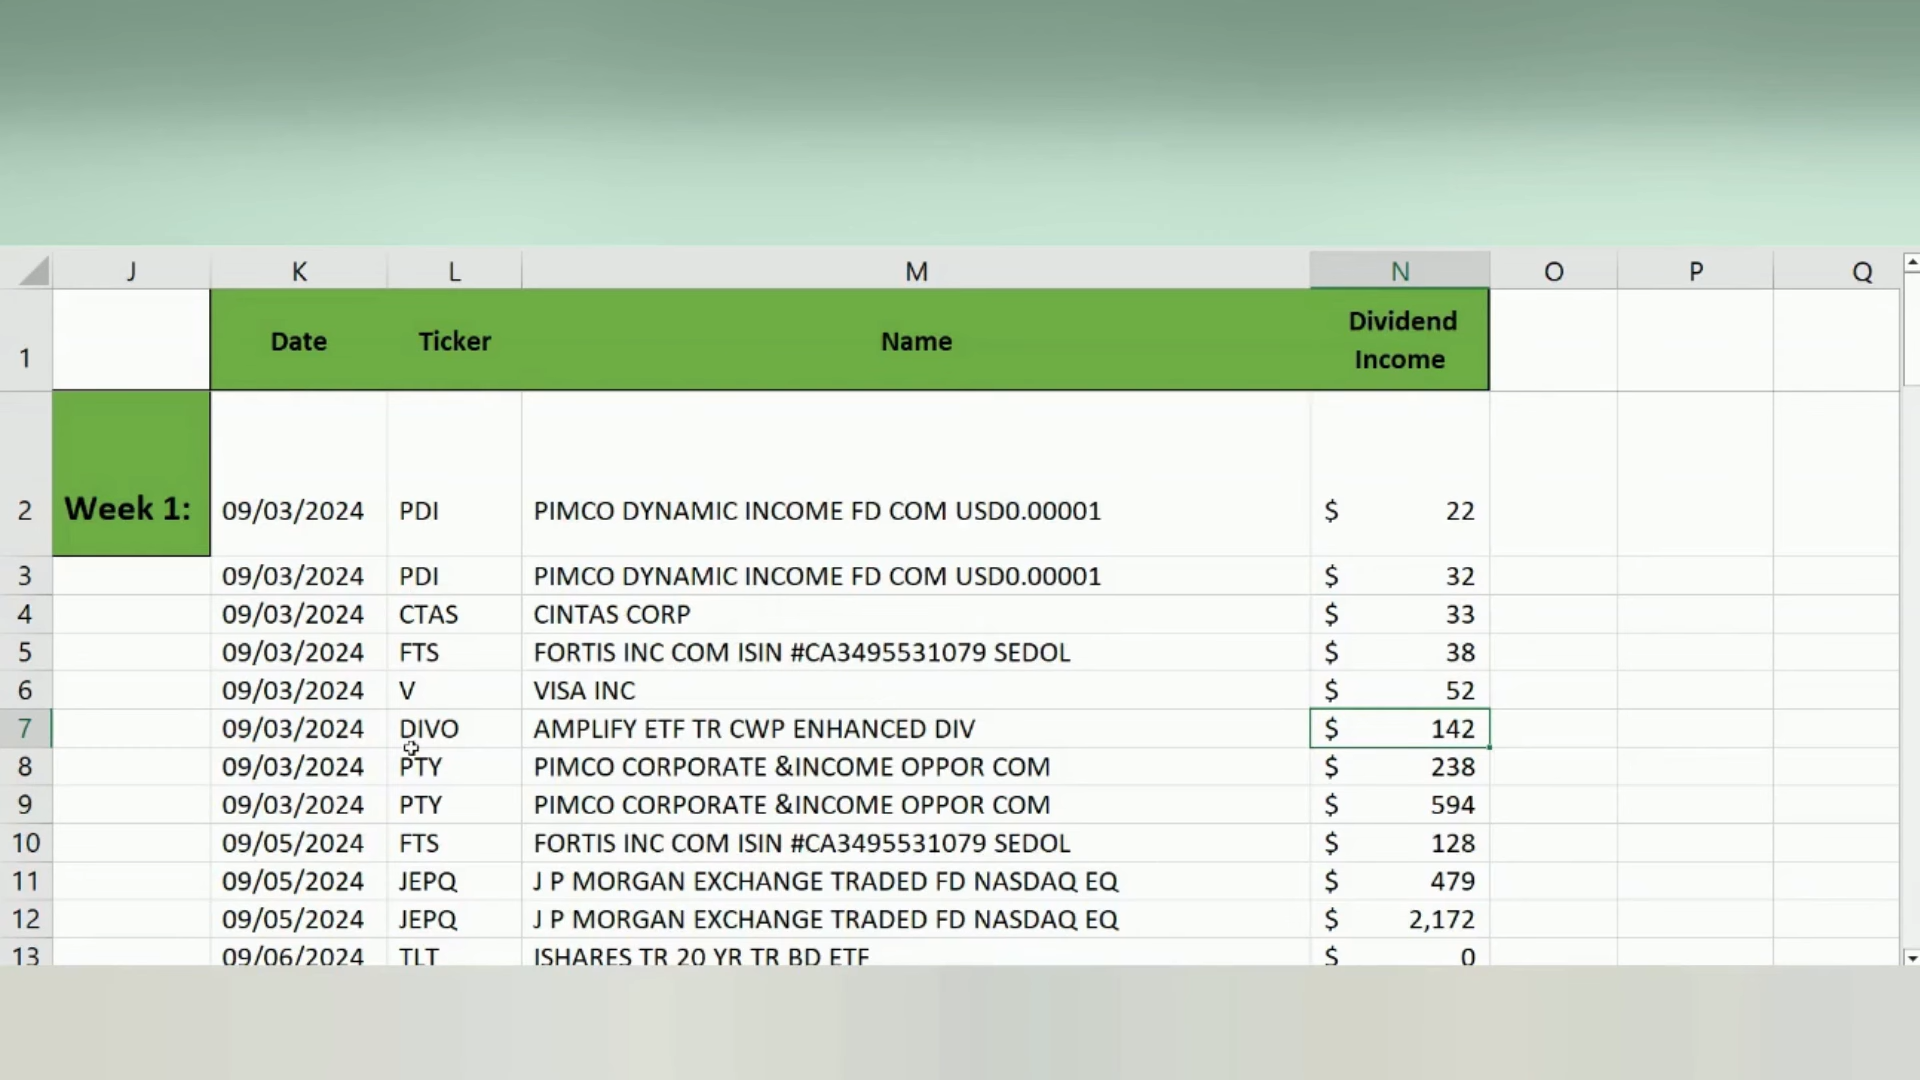 J K L M N O P Q
1 Date Ticker Name Dividend Income
2 Week 1: 09/03/2024 PDI PIMCO DYNAMIC INCOME FD COM USD0.00001 $ 22
3 09/03/2024 PDI PIMCO DYNAMIC INCOME FD COM USD0.00001 $ 32
4 09/03/2024 CTAS CINTAS CORP $ 33
5 09/03/2024 FTS FORTIS INC COM ISIN #CA3495531079 SEDOL $ 38
6 09/03/2024 V VISA INC $ 52
7 09/03/2024 DIVO AMPLIFY ETF TR CWP ENHANCED DIV $ 142
8 09/03/2024 PTY PIMCO CORPORATE &INCOME OPPOR COM $ 238
9 09/03/2024 PTY PIMCO CORPORATE &INCOME OPPOR COM $ 594
10 09/05/2024 FTS FORTIS INC COM ISIN #CA3495531079 SEDOL $ 128
11 09/05/2024 JEPQ J P MORGAN EXCHANGE TRADED FD NASDAQ EQ $ 479
12 09/05/2024 JEPQ J P MORGAN EXCHANGE TRADED FD NASDAQ EQ $ 2,172
13 09/06/2024 TLT ISHARES TR 20 YR TR BD ETF $ 0